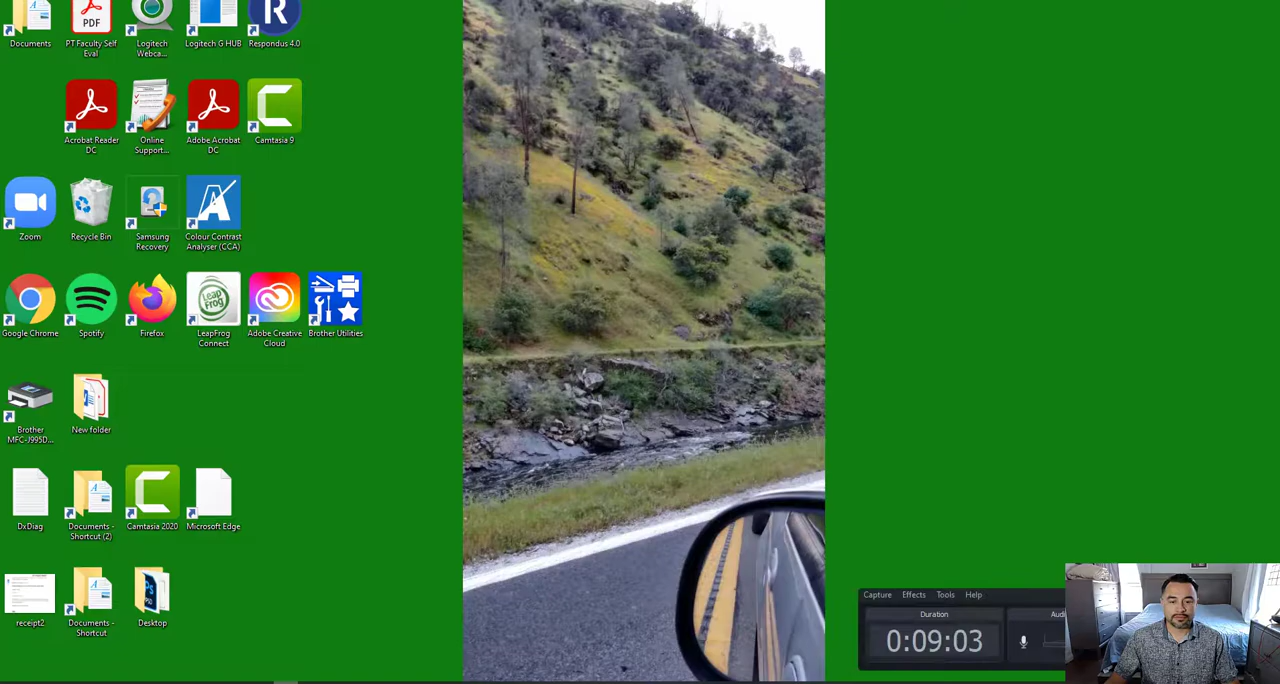 Documents
PT Faculty Self
Eval
Logitech
Webca...
Logitech G HUB
Respondus 4.0
R
PDF
Acrobat Reader
DC
Online
Support...
Adobe Acrobat
DC
Camtasia 9
Zoom
Recycle Bin
Samsung
Recovery
Colour Contrast
Analyser (CCA)
Google Chrome
Spotify
Firefox
Leap
Frog
LeapFrog
Connect
Adobe Creative
Cloud
Brother Utilities
Brother
MFC-J995D...
New folder
DxDiag
Documents -
Shortcut (2)
Camtasia 2020
Microsoft Edge
receipt2
Documents -
Shortcut
Desktop
Capture Effects Tools Help
Duration
Audi
0:09:03